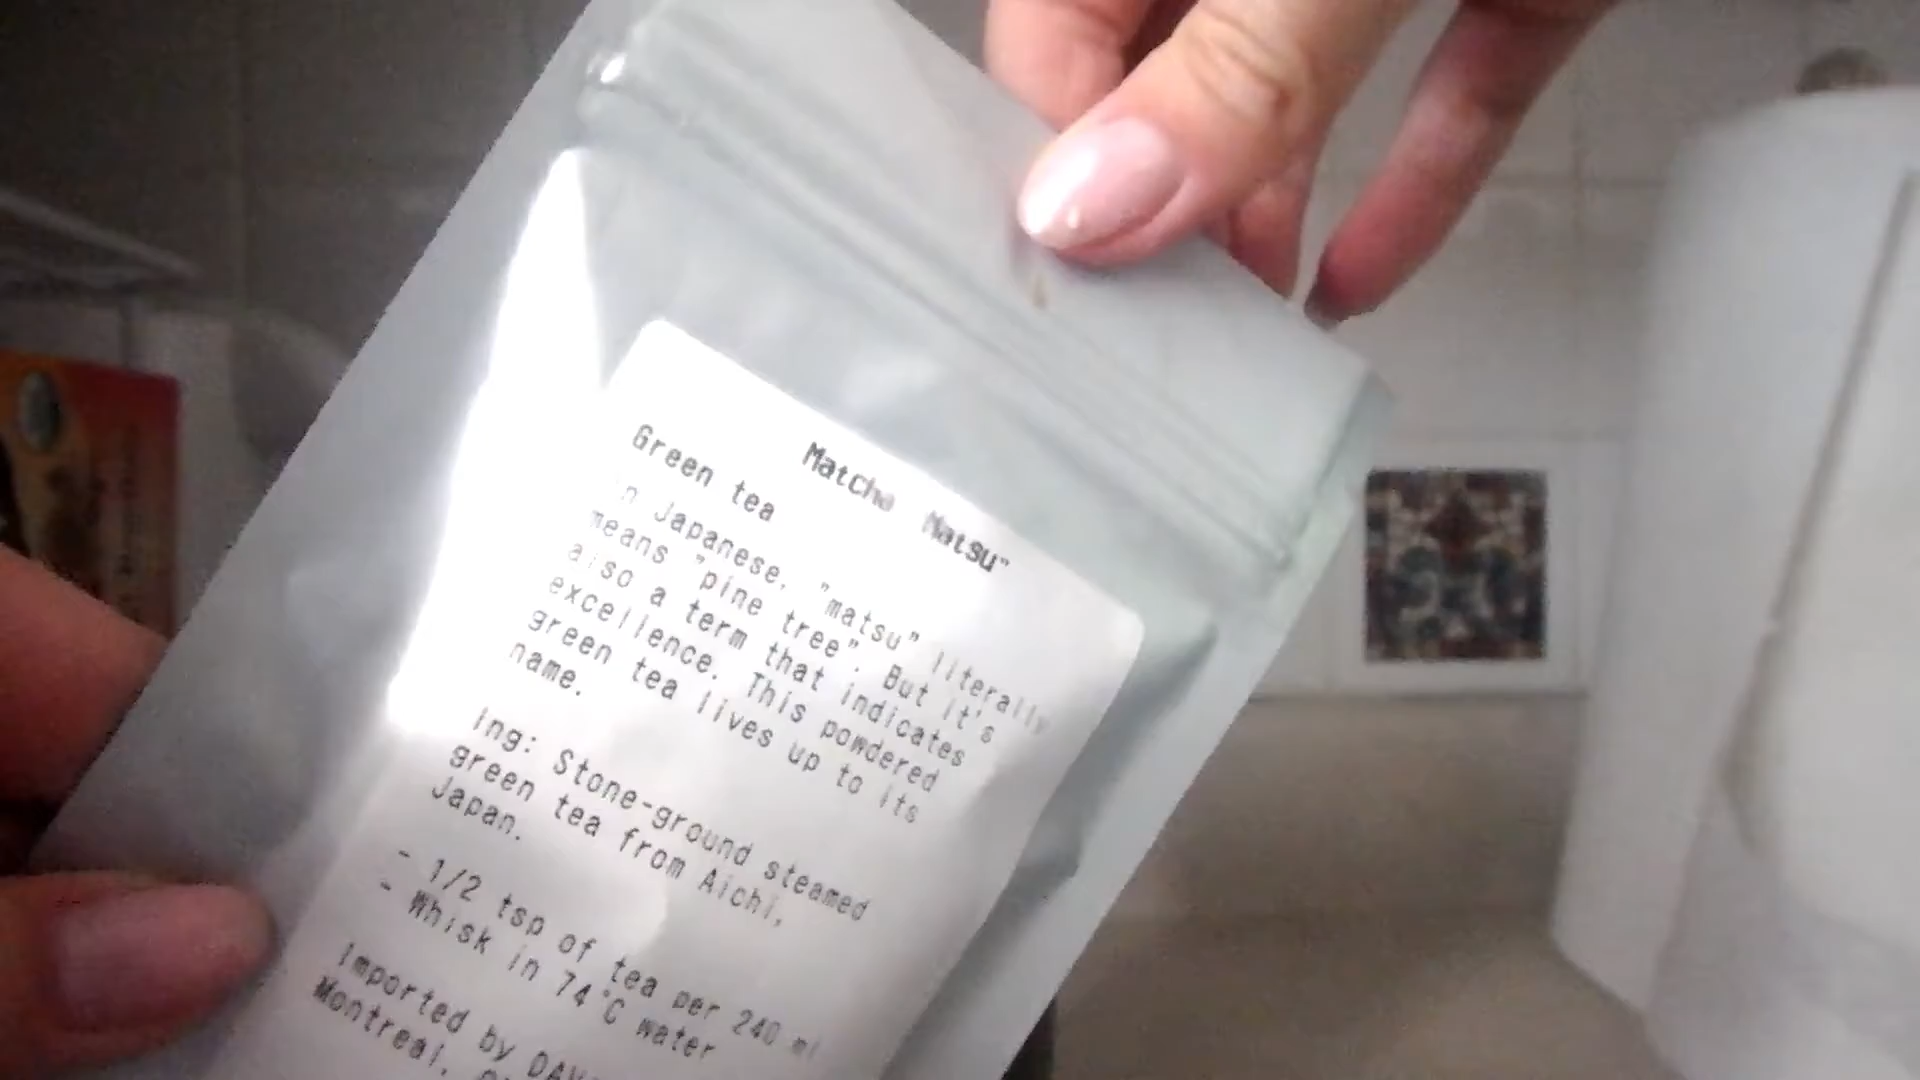 Matcha Matsu™
Green tea
In Japanese, "matsu" literally
means "pine tree". But it's
also a term that indicates
excellence. This powdered
green tea lives up to its
name.
ing: Stone-ground steamed
green tea from Aichi,
Japan.
- 1/2 tsp of tea per 240 ml
- Whisk in 74°C water
Imported by
Montreal,